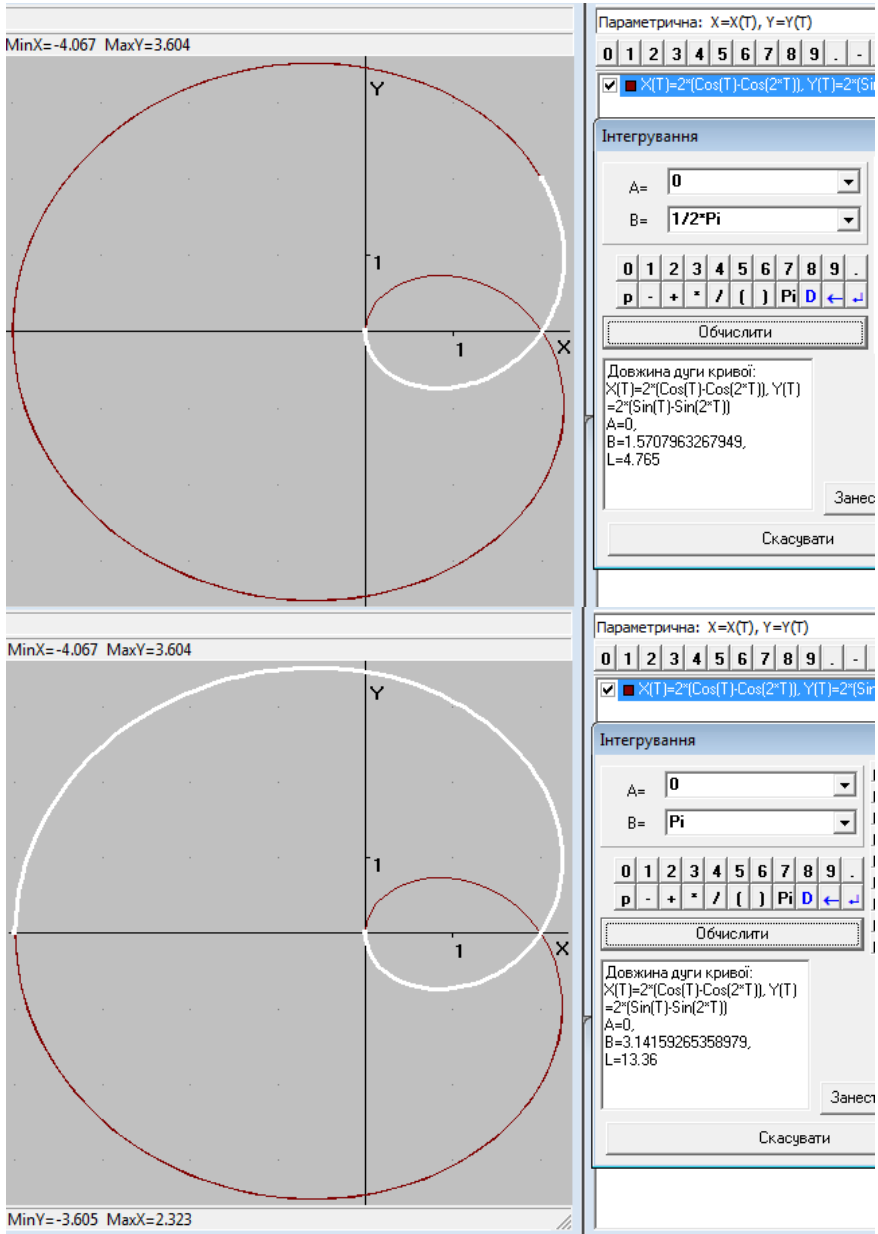 MinX=-4.067 MaxY=3.604
Y
1
1
X
Параметрична: X=X(T), Y=Y(T)
0 1 2 3 4 5 6 7 8 9 . -
X(T)=2*(Cos(T)-Cos(2*T)), Y(T)=2*(Si
Інтегрування
A= 0
B= 1/2*Pi
0 1 2 3 4 5 6 7 8 9 .
p - + * / ( ) Pi D ←
Обчислити
Довжина дуги кривої:
X(T)=2*(Cos(T)-Cos(2*T)), Y(T)
=2*(Sin(T)-Sin(2*T))
A=0,
B=1.5707963267949,
L=4.765
Занес
Скасувати
MinX=-4.067 MaxY=3.604
Y
1
1
X
MinY=-3.605 MaxX=2.323
Параметрична: X=X(T), Y=Y(T)
0 1 2 3 4 5 6 7 8 9 . -
X(T)=2*(Cos(T)-Cos(2*T)), Y(T)=2*(Sin
Інтегрування
A= 0
B= Pi
0 1 2 3 4 5 6 7 8 9 .
p - + * / ( ) Pi D ←
Обчислити
Довжина дуги кривої:
X(T)=2*(Cos(T)-Cos(2*T)), Y(T)
=2*(Sin(T)-Sin(2*T))
A=0,
B=3.14159265358979,
L=13.36
Занест
Скасувати